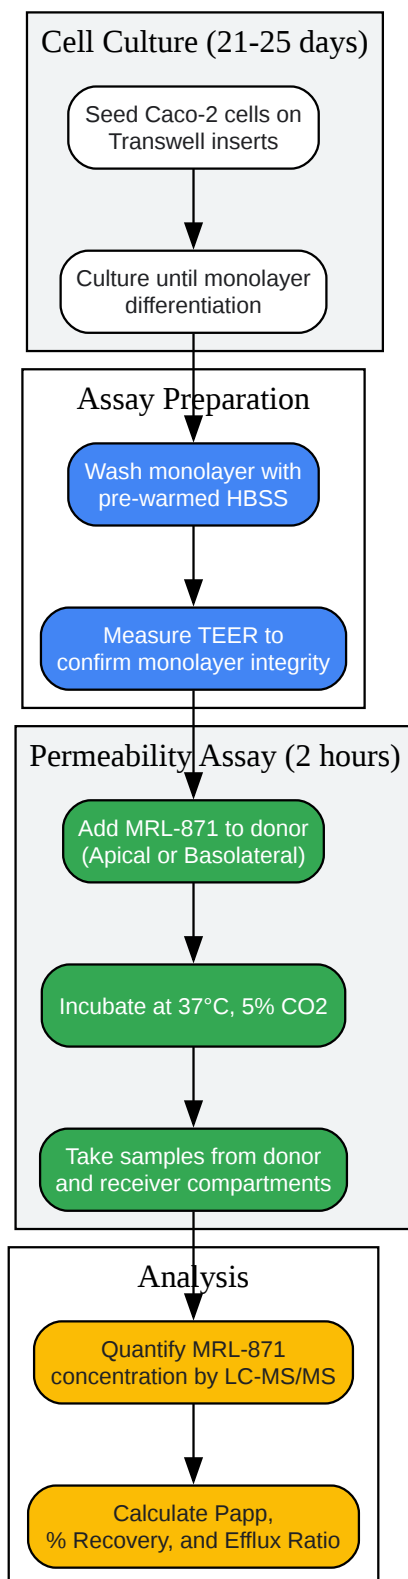 Cell Culture (21-25 days)
Seed Caco-2 cells on
Transwell inserts
Culture until monolayer
differentiation
Assay Preparation
Wash monolayer with
pre-warmed HBSS
Measure TEER to
confirm monolayer integrity
Permeability Assay (2 hours)
Add MRL-871 to donor
(Apical or Basolateral)
Incubate at 37°C, 5% CO2
Take samples from donor
and receiver compartments
Analysis
Quantify MRL-871
concentration by LC-MS/MS
Calculate Papp,
% Recovery, and Efflux Ratio